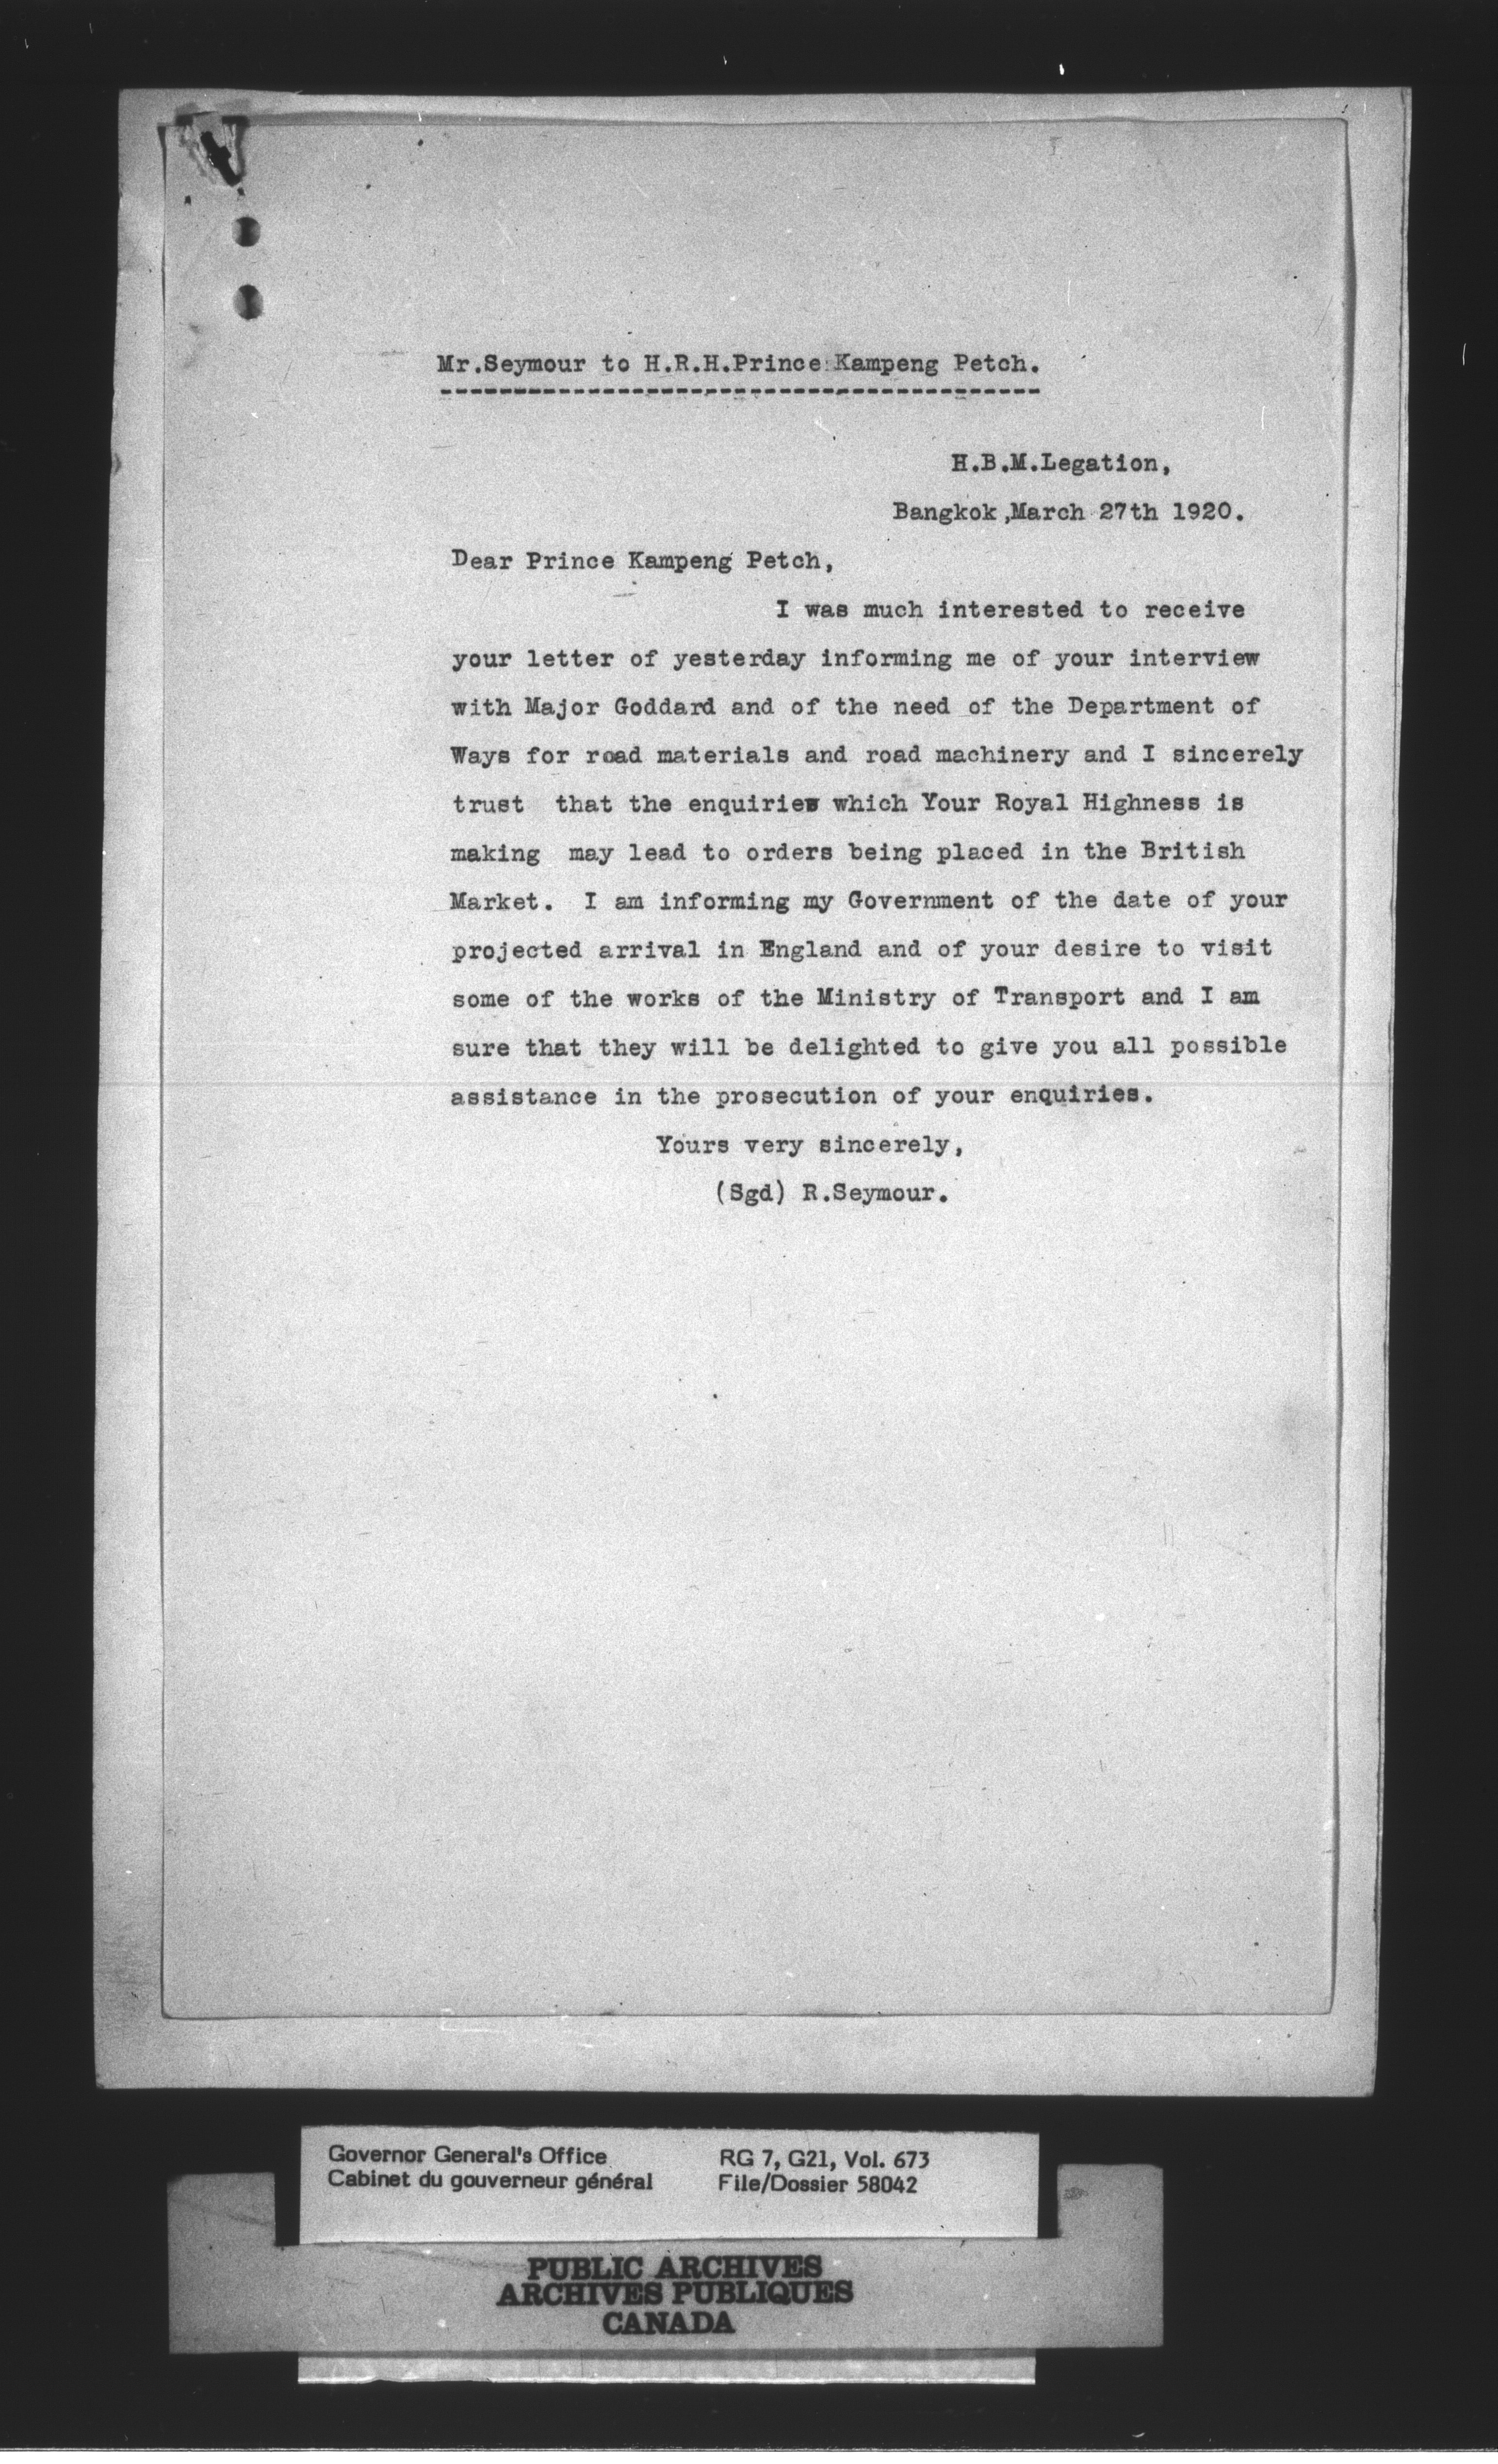 Mr.Seymour to H.R.H.Prince Kampeng Petch.
H.B.M.Legation,
Bangkok,March 27th 1920.
Dear Prince Kampeng Petch,
I was much interested to receive
your letter of yesterday informing me of your interview
with Major Goddard and of the need of the Department of
Ways for road materials and road machinery and I sincerely
trust that the enquiries which Your Royal Highness is
making may lead to orders being placed in the British
Market. I am informing my Government of the date of your
projected arrival in England and of your desire to visit
some of the works of the Ministry of Transport and I am
sure that they will be delighted to give you all possible
assistance in the prosecution of your enquiries.
Yours very sincerely,
(Sgd) R.Seymour.
Governor General's Office RG 7, G21, Vol. 673
Cabinet du gouverneur général File/Dossier 58042
PUBLIC ARCHIVES
ARCHIVES PUBLIQUES
CANADA